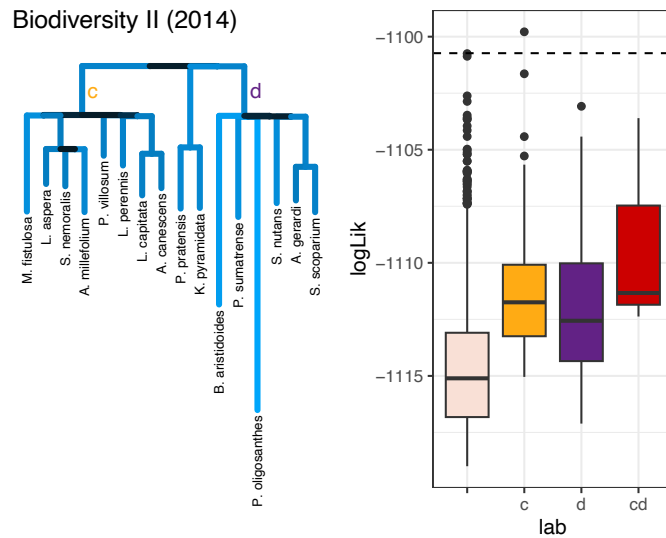 Biodiversity II (2014)
c
d
M. fistulosa
L. aspera
S. nemoralis
A. millefolium
P. villosum
L. perennis
L. capitata
A. canescens
P. pratensis
K. pyramidata
B. aristidoides
P. sumatrense
P. oligosanthes
S. nutans
A. gerardi
S. scoparium
logLik
−1100
−1105
−1110
−1115
c d cd
lab